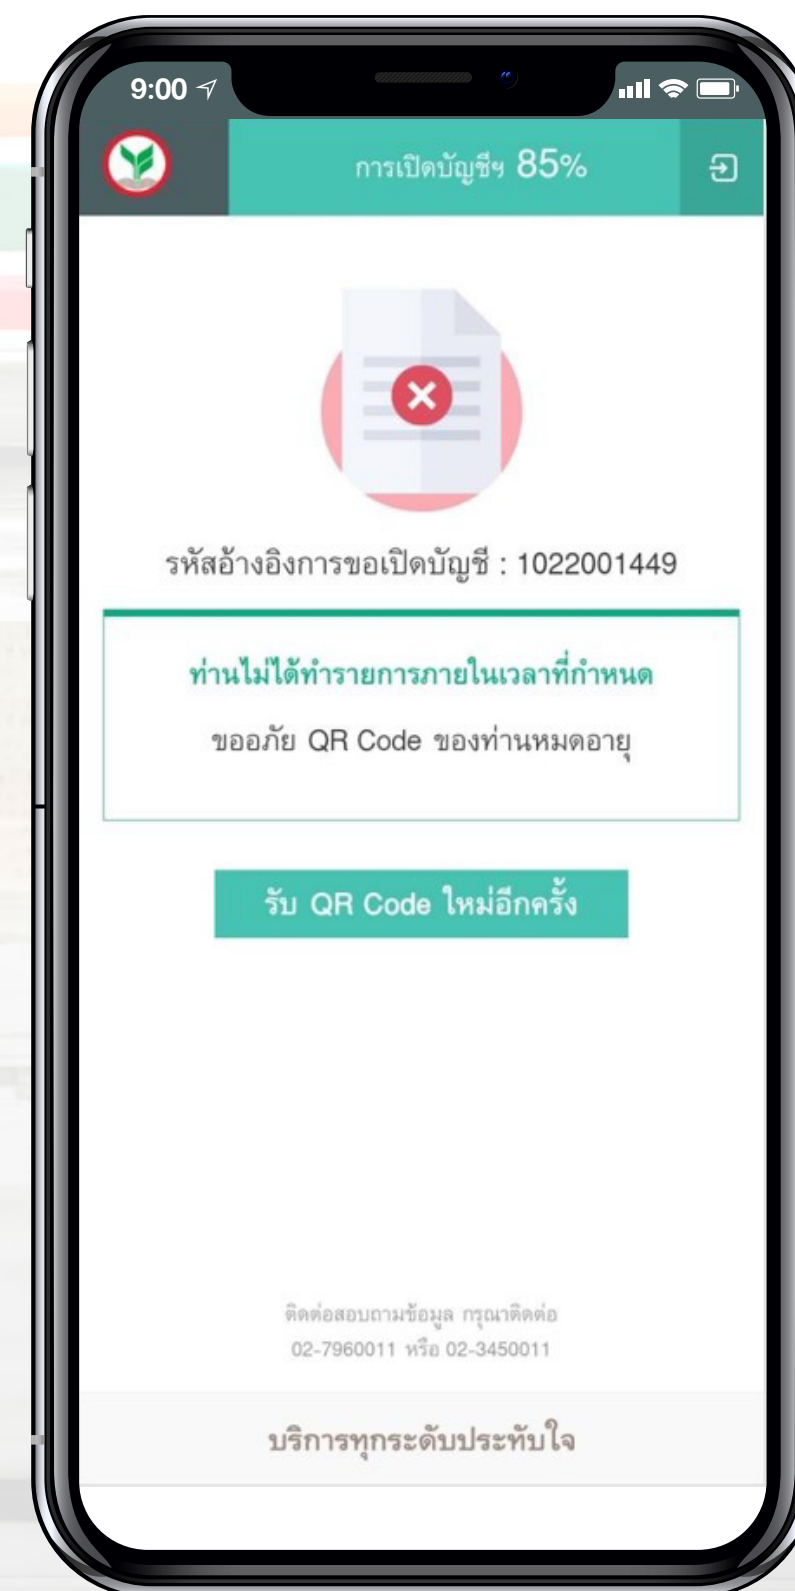 9:00
การเปิดบัญชีฯ 85%
รหัสอ้างอิงการขอเปิดบัญชี : 1022001449
ท่านไม่ได้ทำรายการภายในเวลาที่กำหนด
ขออภัย QR Code ของท่านหมดอายุ
รับ QR Code ใหม่อีกครั้ง
ติดต่อสอบถามข้อมูล กรุณาติดต่อ
02-7960011 หรือ 02-3450011
บริการทุกระดับประทับใจ